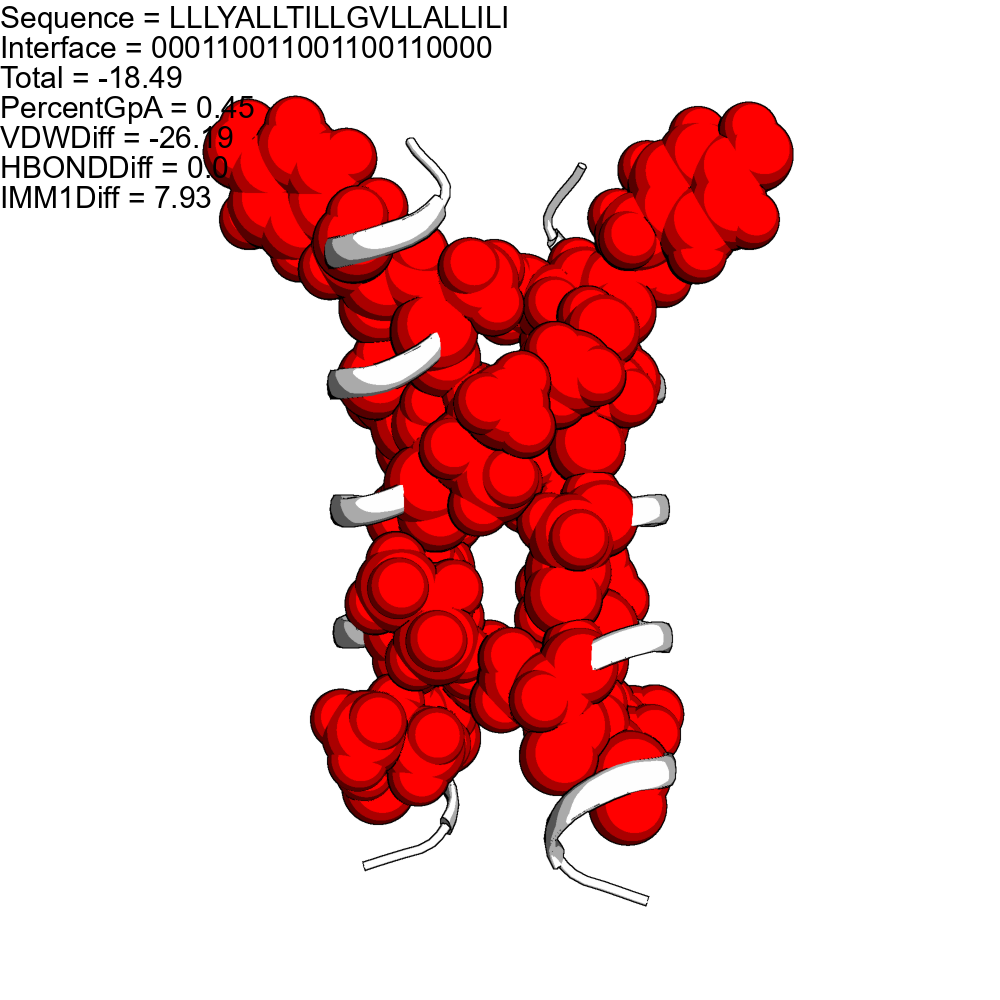 Sequence = LLLYALLTILLGVLLALLILI
Interface = 000110011001100110000
Total = -18.49
PercentGpA = 0.45
VDWDiff = -26.19
HBONDDiff = 0.0
IMM1Diff = 7.93